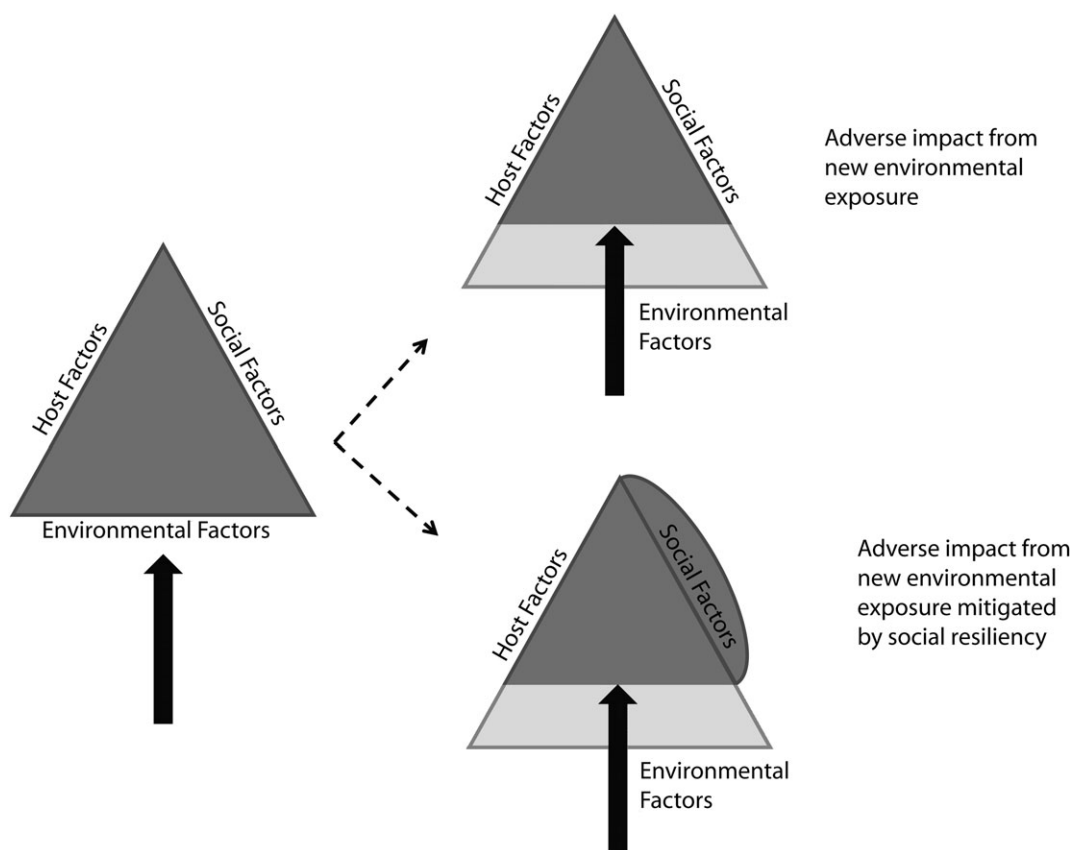 Host Factors
Social Factors
Environmental Factors
Host Factors
Social Factors
Environmental
Factors
Adverse impact from
new environmental
exposure
Host Factors
Social Factors
Environmental
Factors
Adverse impact from
new environmental
exposure mitigated
by social resiliency